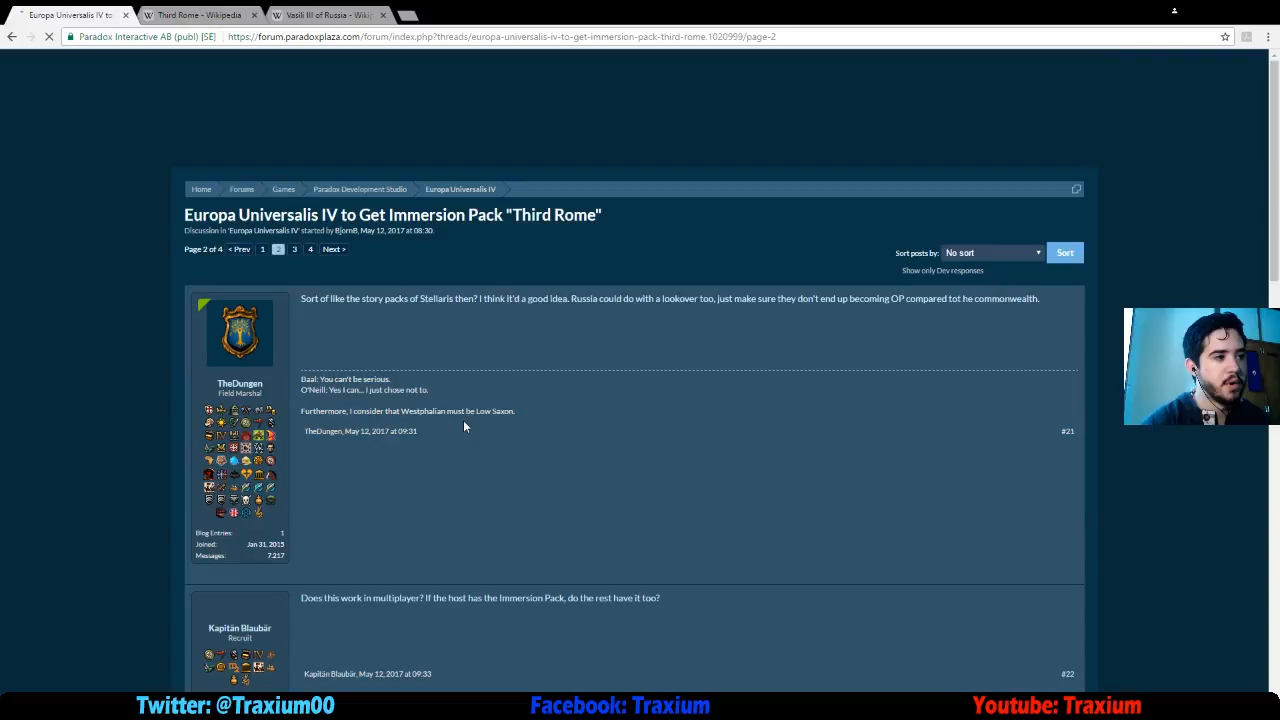 Europa Universalis IV to
Third Rome - Wikipedia
Vasili III of Russia - Wikip
Paradox Interactive AB (publ) [SE]
https://forum.paradoxplaza.com/forum/index.php?threads/europa-universalis-iv-to-get-immersion-pack-third-rome.1020999/page-2
Home
Forums
Games
Paradox Development Studio
Europa Universalis IV
Europa Universalis IV to Get Immersion Pack "Third Rome"
Discussion in 'Europa Universalis IV' started by BjornB, May 12, 2017 at 08:30.
Page 2 of 4 < Prev 1 2 3 4 Next >
Sort posts by: No sort Sort
Show only Dev responses
Sort of like the story packs of Stellaris then? I think it'd a good idea. Russia could do with a lookover too, just make sure they don't end up becoming OP compared tot he commonwealth.
TheDungen
Field Marshal
Baal: You can't be serious.
O'Neill: Yes I can... I just chose not to.
Furthermore, I consider that Westphalian must be Low Saxon.
TheDungen, May 12, 2017 at 09:31
#21
Blog Entries: 1
Joined: Jan 31, 2015
Messages: 7.217
Does this work in multiplayer? If the host has the Immersion Pack, do the rest have it too?
Kapitän Blaubär
Recruit
Kapitän Blaubär, May 12, 2017 at 09:33
#22
Twitter: @Traxium00
Facebook: Traxium
Youtube: Traxium